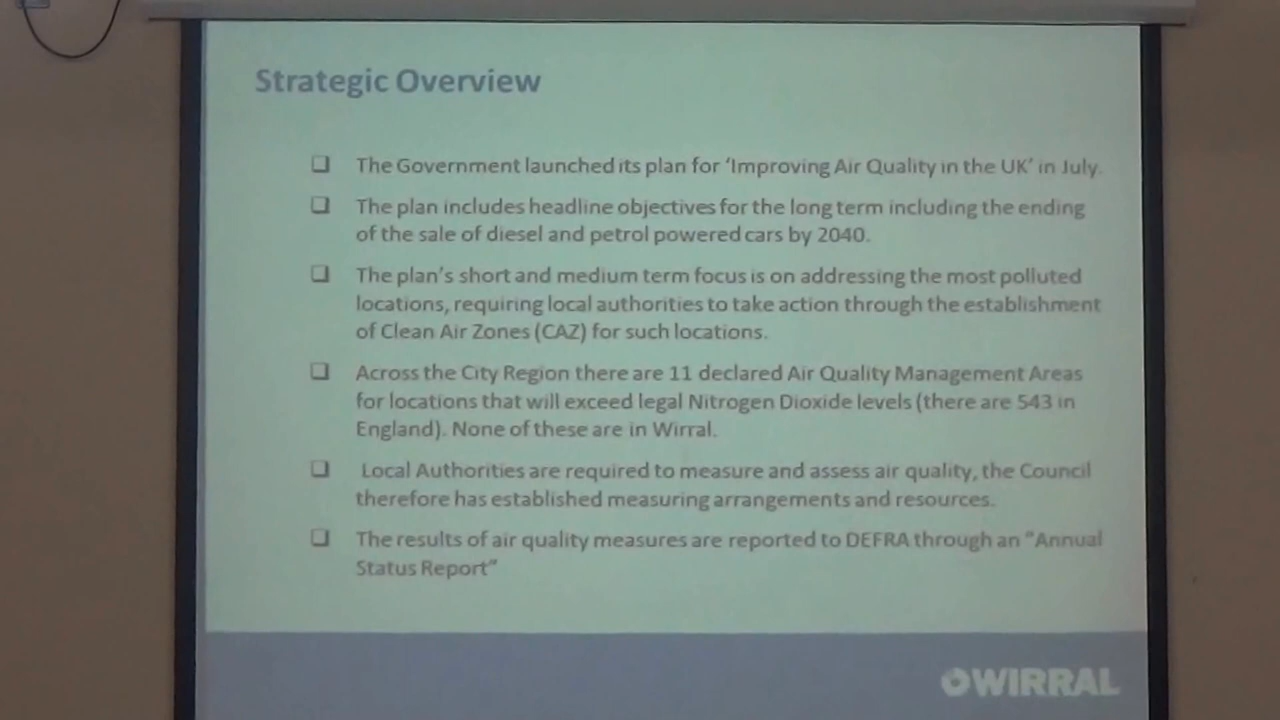 Strategic Overview
❑ The Government launched its plan for ‘Improving Air Quality in the UK’ in July.
❑ The plan includes headline objectives for the long term including the ending
of the sale of diesel and petrol powered cars by 2040.
❑ The plan’s short and medium term focus is on addressing the most polluted
locations, requiring local authorities to take action through the establishment
of Clean Air Zones (CAZ) for such locations.
❑ Across the City Region there are 11 declared Air Quality Management Areas
for locations that will exceed legal Nitrogen Dioxide levels (there are 543 in
England). None of these are in Wirral.
❑ Local Authorities are required to measure and assess air quality, the Council
therefore has established measuring arrangements and resources.
❑ The results of air quality measures are reported to DEFRA through an “Annual
Status Report”
WIRRAL